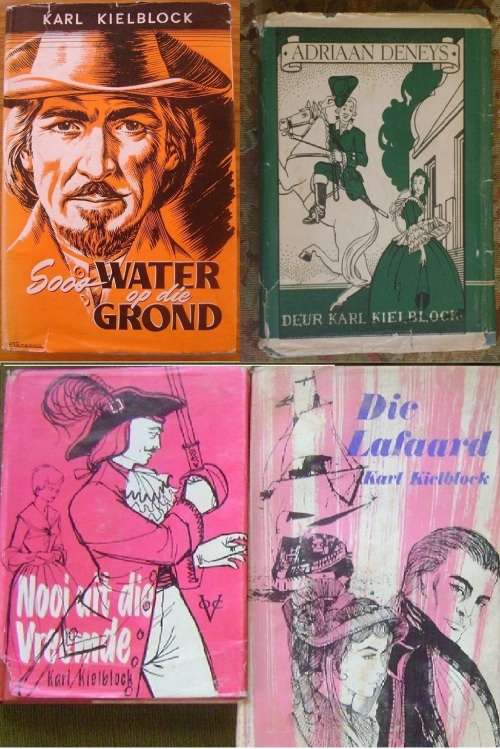 KARL KIELBLOCK
Soos WATER
op die
GROND
ADRIAAN DENEYS
DEUR KARL KIELBLOCK
Nooi uit die
Vreemde
Karl Kielblock
Die
Lafaard
Karl Kielblock